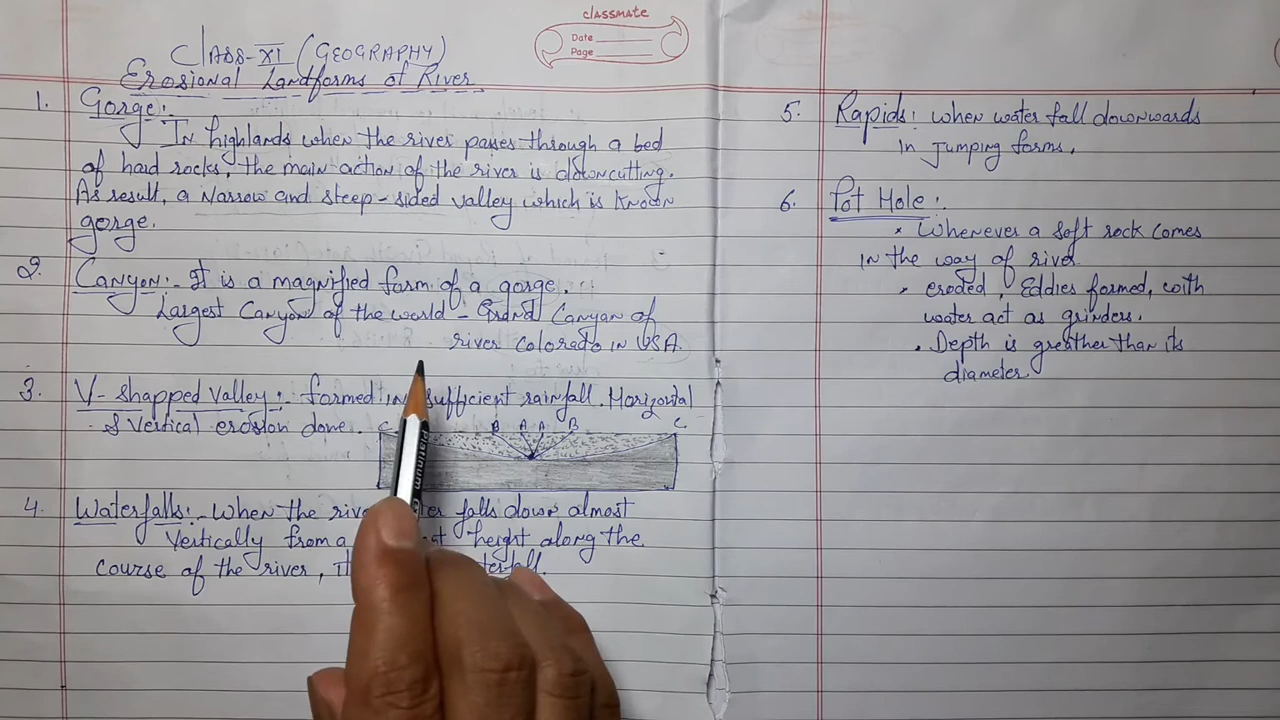 classmate
Date
Page
Class-XI (GEOGRAPHY)
Erosional Landforms of River
1. Gorge:
In highlands when the river passes through a bed
of hard rocks, the main action of the river is downcutting.
As result, a narrow and steep-sided valley which is known
gorge.
2. Canyon:- It is a magnified form of a gorge.
Largest Canyon of the world - Grand Canyan of
river Colorado in USA.
3. V-shapped valley:- formed in sufficient rainfall. Horizontal
& Vertical erosion done.
C B A A B C
4. Waterfalls:- When the falls down almost
vertically from a height along the
course of the river,
5. Rapids: when water fall downwards
in jumping forms.
6. Pot Hole:
* Whenever a soft rock comes
in the way of river
* eroded, Eddies formed, with
water act as grinders.
. Depth is greather than its
diameter.
Platinum